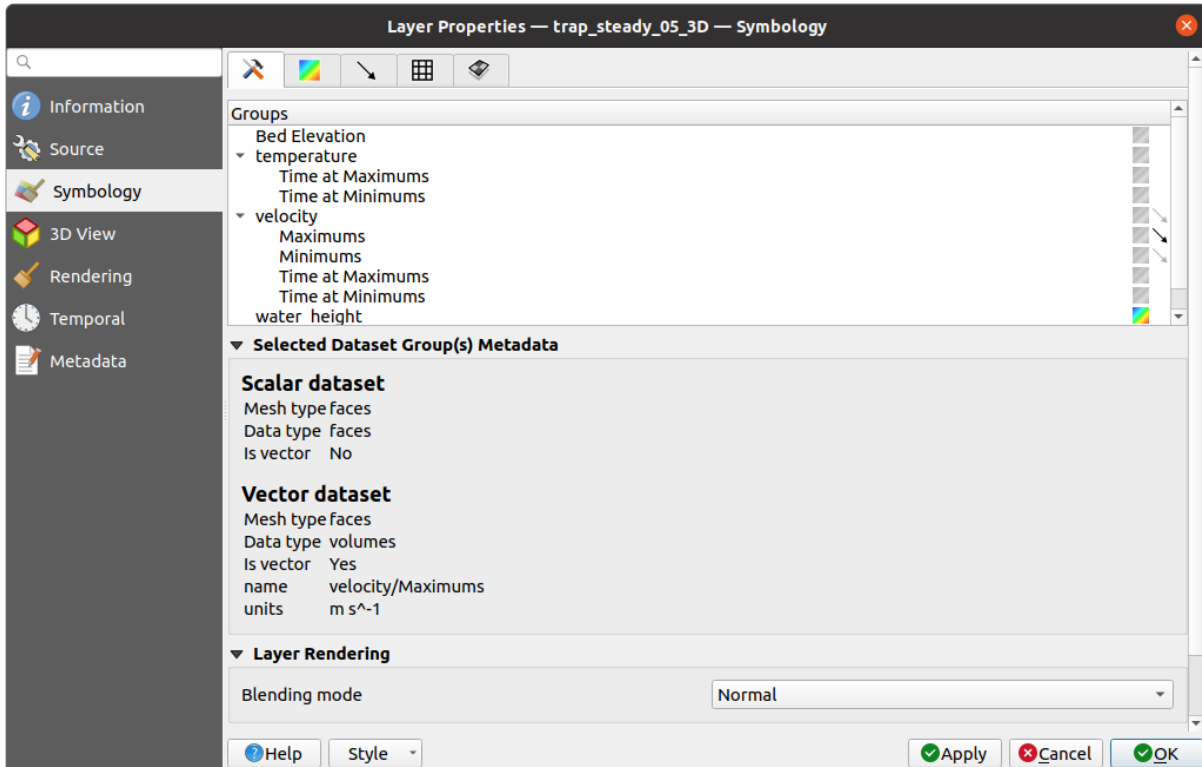 Layer Properties — trap_steady_05_3D — Symbology
Information
Source
Symbology
3D View
Rendering
Temporal
Metadata
Groups
Bed Elevation
temperature
Time at Maximums
Time at Minimums
velocity
Maximums
Minimums
Time at Maximums
Time at Minimums
water_height
Selected Dataset Group(s) Metadata
Scalar dataset
Mesh type faces
Data type faces
Is vector No
Vector dataset
Mesh type faces
Data type volumes
Is vector Yes
name velocity/Maximums
units m s^-1
Layer Rendering
Blending mode Normal
Help Style Apply Cancel OK